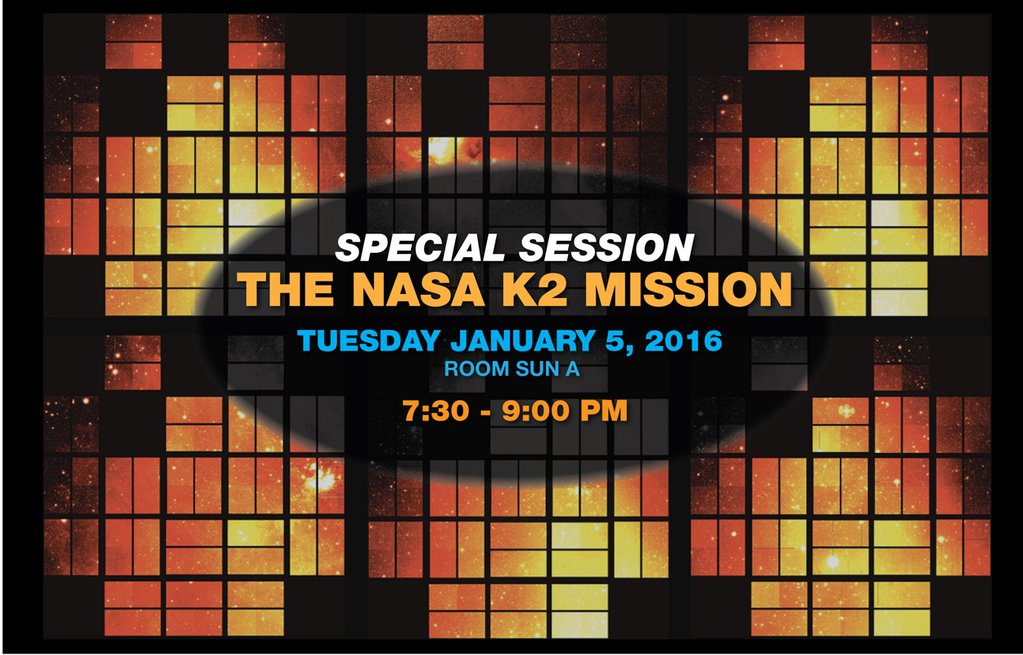 SPECIAL SESSION
THE NASA K2 MISSION
TUESDAY JANUARY 5, 2016
ROOM SUN A
7:30 - 9:00 PM